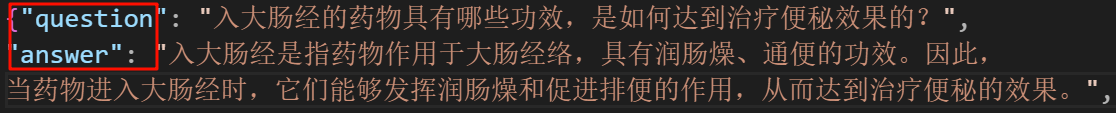 {"question": "入大肠经的药物具有哪些功效，是如何达到治疗便秘效果的？",
"answer": "入大肠经是指药物作用于大肠经络，具有润肠燥、通便的功效。因此，
当药物进入大肠经时，它们能够发挥润肠燥和促进排便的作用，从而达到治疗便秘的效果。",